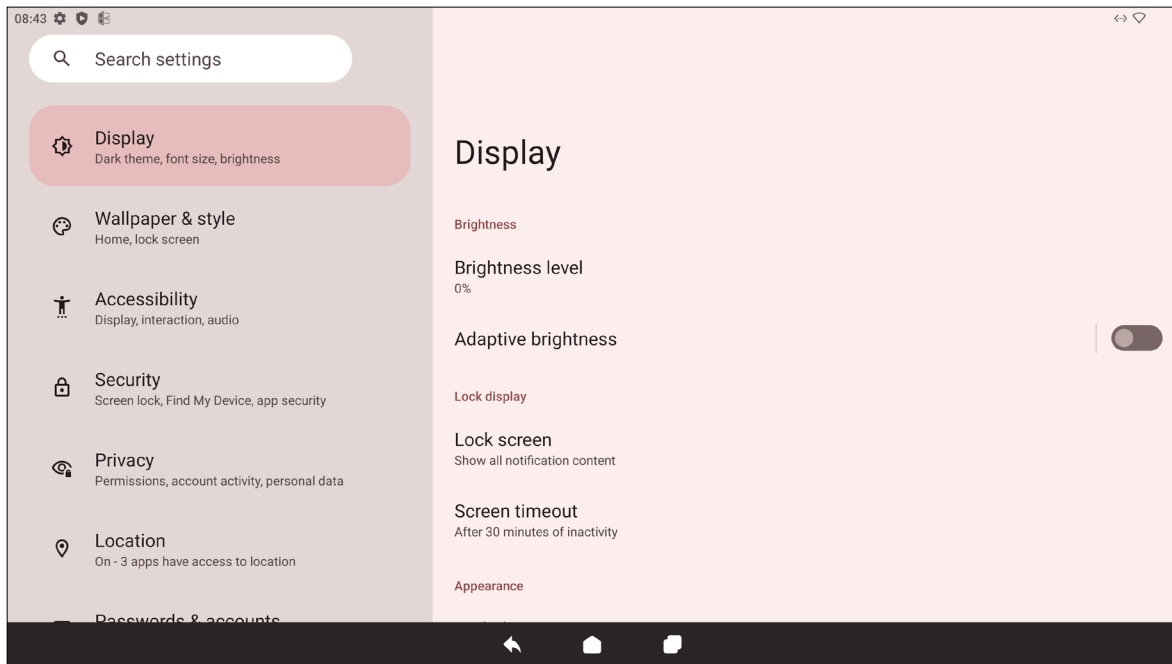 08:43
Search settings
Display
Dark theme, font size, brightness
Wallpaper & style
Home, lock screen
Accessibility
Display, interaction, audio
Security
Screen lock, Find My Device, app security
Privacy
Permissions, account activity, personal data
Location
On - 3 apps have access to location
Passwords & accounts
Display
Brightness
Brightness level
0%
Adaptive brightness
Lock display
Lock screen
Show all notification content
Screen timeout
After 30 minutes of inactivity
Appearance